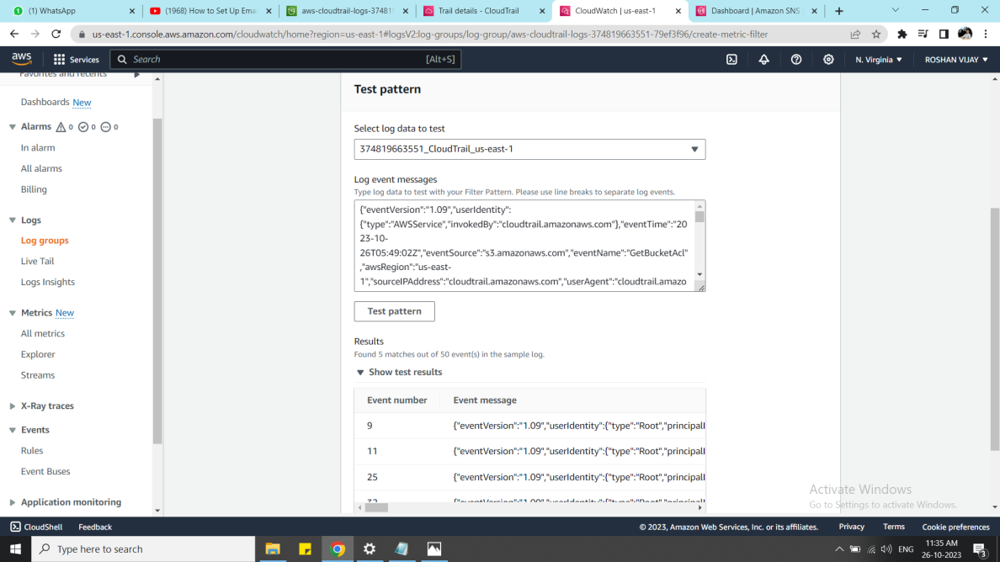 (1) WhatsApp
(1968) How to Set Up Emai
aws-cloudtrail-logs-374819
Trail details - CloudTrail
CloudWatch | us-east-1
Dashboard | Amazon SNS
us-east-1.console.aws.amazon.com/cloudwatch/home?region=us-east-1#logsV2:log-groups/log-group/aws-cloudtrail-logs-374819663551-79ef3f96/create-metric-filter
aws
Services
Search
[Alt+S]
N. Virginia
ROSHAN VIJAY
Favorites and recents
Dashboards New
Alarms 0 0 0
In alarm
All alarms
Billing
Logs
Log groups
Live Tail
Logs Insights
Metrics New
All metrics
Explorer
Streams
X-Ray traces
Events
Rules
Event Buses
Application monitoring
Test pattern
Select log data to test
374819663551_CloudTrail_us-east-1
Log event messages
Type log data to test with your Filter Pattern. Please use line breaks to separate log events.
{"eventVersion":"1.09","userIdentity":
{"type":"AWSService","invokedBy":"cloudtrail.amazonaws.com"},"eventTime":"20
23-10-
26T05:49:02Z","eventSource":"s3.amazonaws.com","eventName":"GetBucketAcl"
,"awsRegion":"us-east-
1","sourceIPAddress":"cloudtrail.amazonaws.com","userAgent":"cloudtrail.amazo
Test pattern
Results
Found 5 matches out of 50 event(s) in the sample log.
Show test results
Event number Event message
9 {"eventVersion":"1.09","userIdentity":{"type":"Root","principalI
11 {"eventVersion":"1.09","userIdentity":{"type":"Root","principalI
25 {"eventVersion":"1.09","userIdentity":{"type":"Root","principalI
32 {"eventVersion":"1.09","userIdentity":{"type":"Root","principalI
Activate Windows
Go to Settings to activate Windows.
CloudShell
Feedback
© 2023, Amazon Web Services, Inc. or its affiliates.
Privacy
Terms
Cookie preferences
Type here to search
ENG
11:35 AM
26-10-2023
3